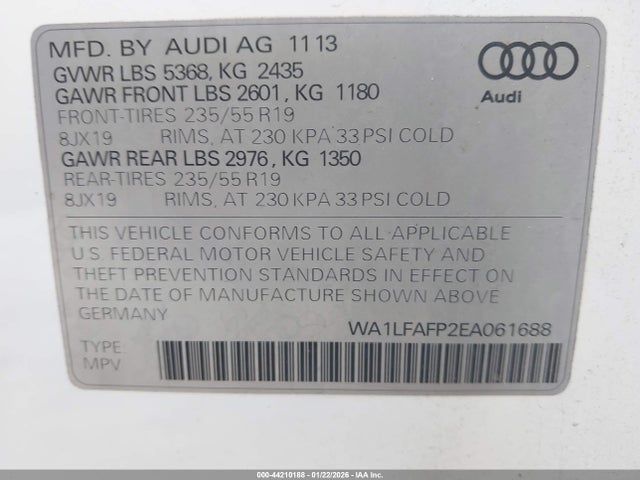 MFD. BY AUDI AG 11 13
GVWR LBS 5368, KG 2435
GAWR FRONT LBS 2601, KG 1180
FRONT-TIRES 235/55 R19
8JX19 RIMS, AT 230 KPA 33 PSI COLD
GAWR REAR LBS 2976, KG 1350
REAR-TIRES 235/55 R19
8JX19 RIMS, AT 230 KPA 33 PSI COLD
Audi
THIS VEHICLE CONFORMS TO ALL APPLICABLE
U.S. FEDERAL MOTOR VEHICLE SAFETY AND
THEFT PREVENTION STANDARDS IN EFFECT ON
THE DATE OF MANUFACTURE SHOWN ABOVE
GERMANY
WA1LFAFP2EA061688
TYPE:
MPV
000-44210188 - 01/22/2026 - IAA Inc.